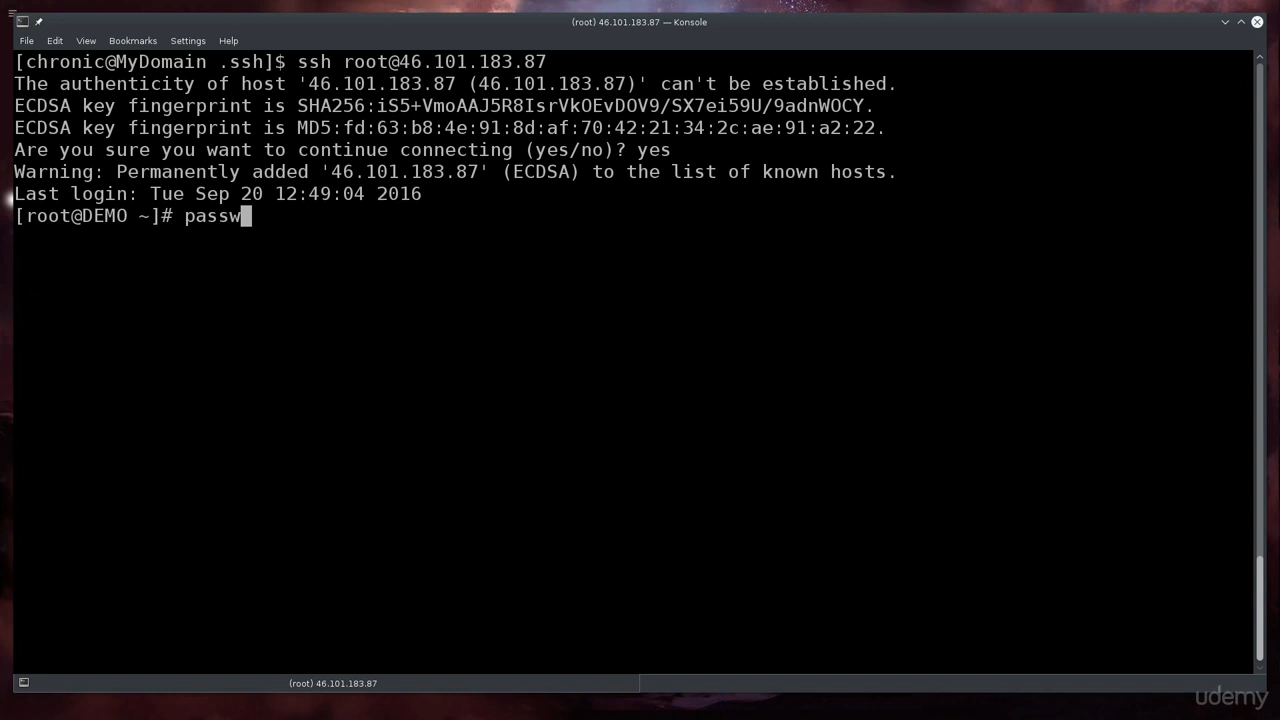 (root) 46.101.183.87 — Konsole
File Edit View Bookmarks Settings Help
[chronic@MyDomain .ssh]$ ssh root@46.101.183.87
The authenticity of host '46.101.183.87 (46.101.183.87)' can't be established.
ECDSA key fingerprint is SHA256:iS5+VmoAAJ5R8IsrVkOEvDOV9/SX7ei59U/9adnWOCY.
ECDSA key fingerprint is MD5:fd:63:b8:4e:91:8d:af:70:42:21:34:2c:ae:91:a2:22.
Are you sure you want to continue connecting (yes/no)? yes
Warning: Permanently added '46.101.183.87' (ECDSA) to the list of known hosts.
Last login: Tue Sep 20 12:49:04 2016
[root@DEMO ~]# passw
(root) 46.101.183.87
udemy